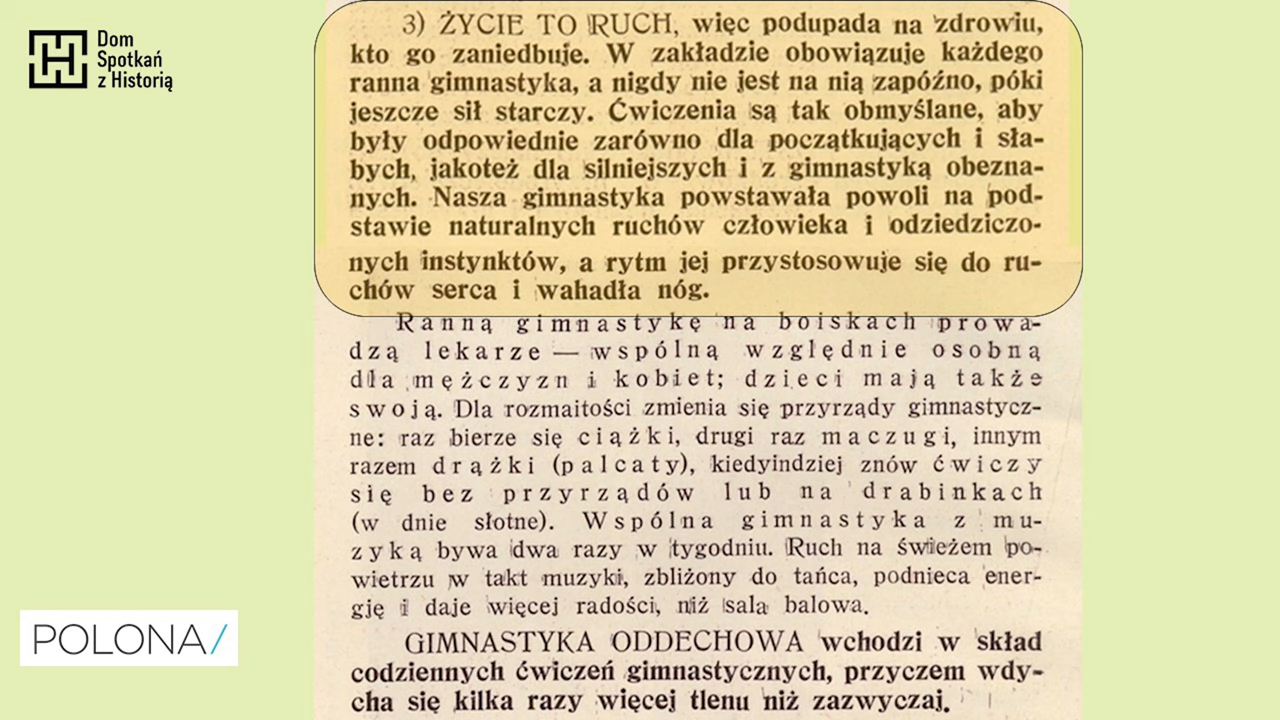 Dom
Spotkań
z Historią
3) ŻYCIE TO RUCH, więc podupada na zdrowiu,
kto go zaniedbuje. W zakładzie obowiązuje każdego
ranna gimnastyka, a nigdy nie jest na nią zapóźno, póki
jeszcze sił starczy. Ćwiczenia są tak obmyślane, aby
były odpowiednie zarówno dla początkujących i sła-
bych, jakoteż dla silniejszych i z gimnastyką obezna-
nych. Nasza gimnastyka powstawała powoli na pod-
stawie naturalnych ruchów człowieka i odziedziczo-
nych instynktów, a rytm jej przystosowuje się do ru-
chów serca i wahadła nóg.
Ranną gimnastykę na boiskach prowa-
dzą lekarze — wspólną względnie osobną
dla mężczyzn i kobiet; dzieci mają także
swoją. Dla rozmaitości zmienia się przyrządy gimnastycz-
ne: raz bierze się ciążki, drugi raz maczugi, innym
razem drążki (palcaty), kiedyindziej znów ćwiczy
się bez przyrządów lub na drabinkach
(w dnie słotne). Wspólna gimnastyka z mu-
zyką bywa dwa razy w tygodniu. Ruch na świeżem po-
wietrzu w takt muzyki, zbliżony do tańca, podnieca ener-
gję i daje więcej radości, niż sala balowa.
GIMNASTYKA ODDECHOWA wchodzi w skład
codziennych ćwiczeń gimnastycznych, przyczem wdy-
cha się kilka razy więcej tlenu niż zazwyczaj.
POLONA/